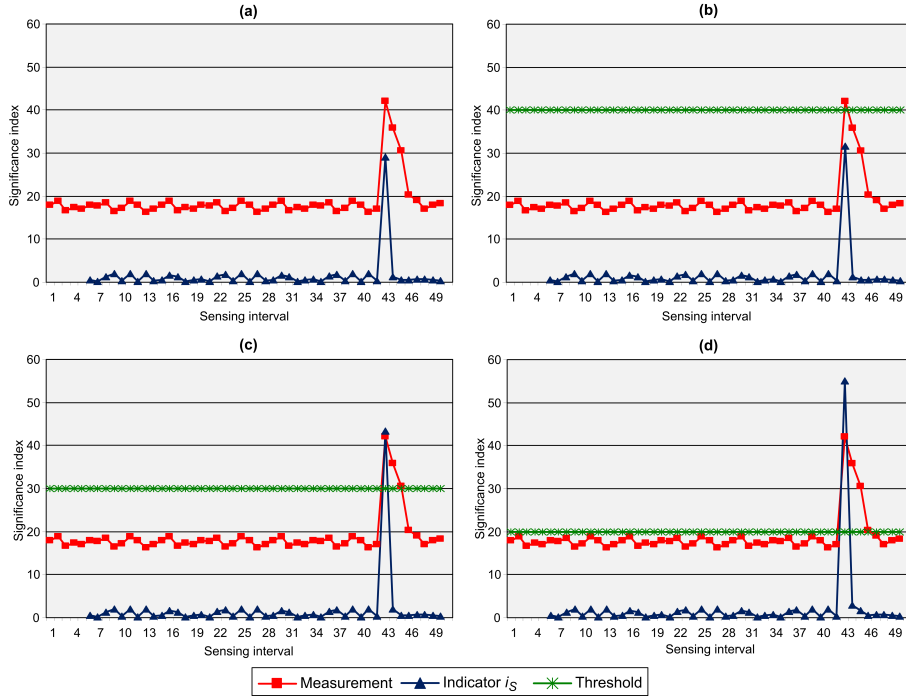 (a)
60
50
40
30
20
10
0
Significance index
1 4 7 10 13 16 19 22 25 28 31 34 37 40 43 46 49
Sensing interval
(b)
60
50
40
30
20
10
0
Significance index
1 4 7 10 13 16 19 22 25 28 31 34 37 40 43 46 49
Sensing interval
(c)
60
50
40
30
20
10
0
Significance index
1 4 7 10 13 16 19 22 25 28 31 34 37 40 43 46 49
Sensing interval
(d)
60
50
40
30
20
10
0
Significance index
1 4 7 10 13 16 19 22 25 28 31 34 37 40 43 46 49
Sensing interval
Measurement Indicator iS Threshold